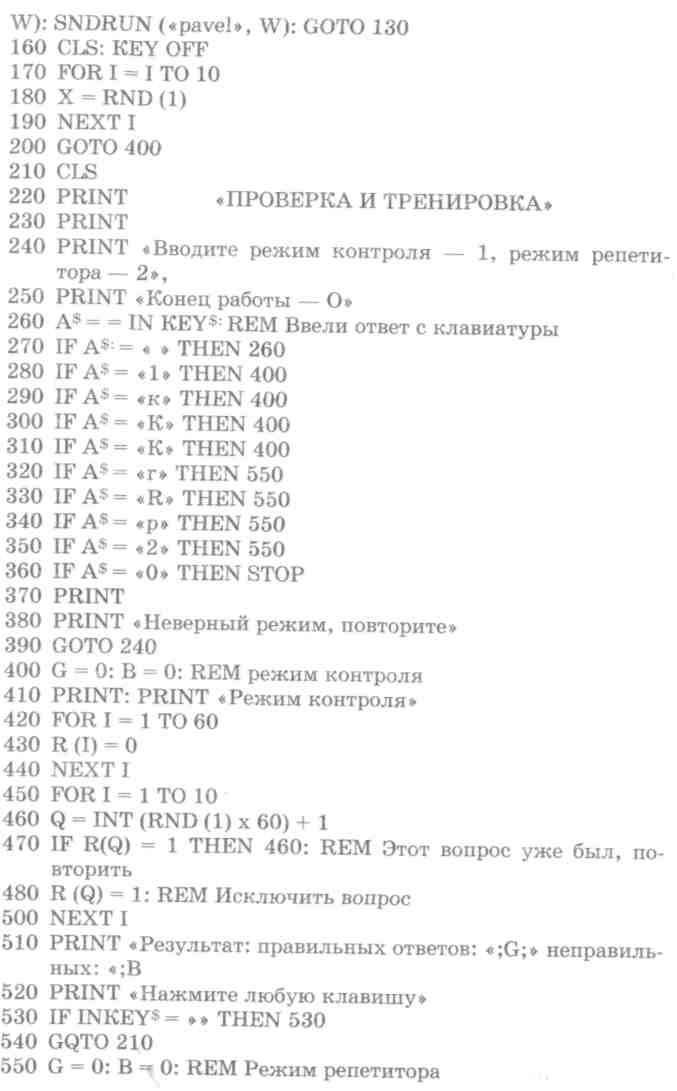 W): SNDRUN («pavel», W): GOTO 130
160 CLS: KEY OFF
170 FOR I = I TO 10
180 X = RND (1)
190 NEXT I
200 GOTO 400
210 CLS
220 PRINT «ПРОВЕРКА И ТРЕНИРОВКА»
230 PRINT
240 PRINT «Вводите режим контроля — 1, режим репети-
тора — 2»,
250 PRINT «Конец работы — О»
260 A$ = = IN KEY$: REM Ввели ответ с клавиатуры
270 IF A$: = « » THEN 260
280 IF A$ = «1» THEN 400
290 IF A$ = «к» THEN 400
300 IF A$ = «К» THEN 400
310 IF A$ = «К» THEN 400
320 IF A$ = «г» THEN 550
330 IF A$ = «R» THEN 550
340 IF A$ = «р» THEN 550
350 IF A$ = «2» THEN 550
360 IF A$ = «0» THEN STOP
370 PRINT
380 PRINT «Неверный режим, повторите»
390 GOTO 240
400 G = 0: B = 0: REM режим контроля
410 PRINT: PRINT «Режим контроля»
420 FOR I = 1 TO 60
430 R (I) = 0
440 NEXT I
450 FOR I = 1 TO 10
460 Q = INT (RND (1) x 60) + 1
470 IF R(Q) = 1 THEN 460: REM Этот вопрос уже был, по-
вторить
480 R (Q) = 1: REM Исключить вопрос
500 NEXT I
510 PRINT «Результат: правильных ответов: «;G;» неправиль-
ных: «;B
520 PRINT «Нажмите любую клавишу»
530 IF INKEY$ = »» THEN 530
540 GQTO 210
550 G = 0: B = 0: REM Режим репетитора